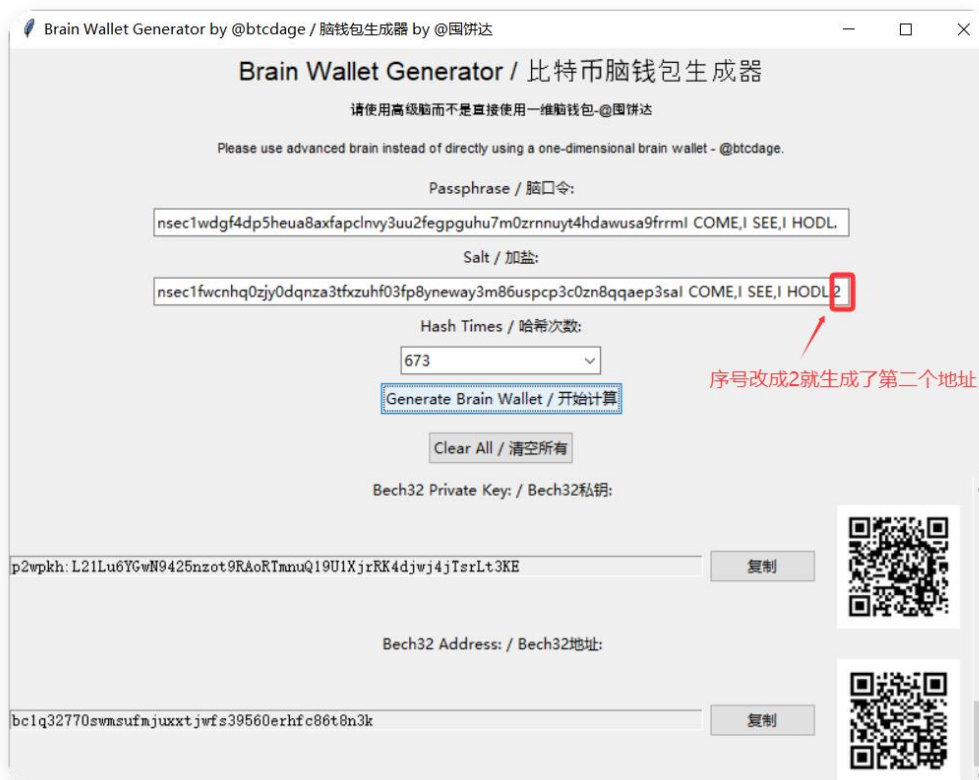 Brain Wallet Generator by @btcdage / 脑钱包生成器 by @囤饼达
Brain Wallet Generator / 比特币脑钱包生成器
请使用高级脑而不是直接使用一维脑钱包-@囤饼达
Please use advanced brain instead of directly using a one-dimensional brain wallet - @btcdage.
Passphrase / 脑口令:
nsec1wdgf4dp5heua8axfapclnvy3uu2fegpguhu7m0zrnnuyt4hdawusa9frrmI COME,I SEE,I HODL.
Salt / 加盐:
nsec1fwcnhq0zjy0dqnza3tfxzuhf03fp8yneway3m86uspcp3c0zn8qqaep3saI COME,I SEE,I HODL.2
Hash Times / 哈希次数:
673
序号改成2就生成了第二个地址
Generate Brain Wallet / 开始计算
Clear All / 清空所有
Bech32 Private Key: / Bech32私钥:
p2wpkh:L21Lu6YGwN9425nzot9RAoRTmnuQ19U1XjrRK4djwj4jTsrLt3KE
复制
Bech32 Address: / Bech32地址:
bc1q32770swmsufmjuxxtjwfs39560erhfc86t8n3k
复制